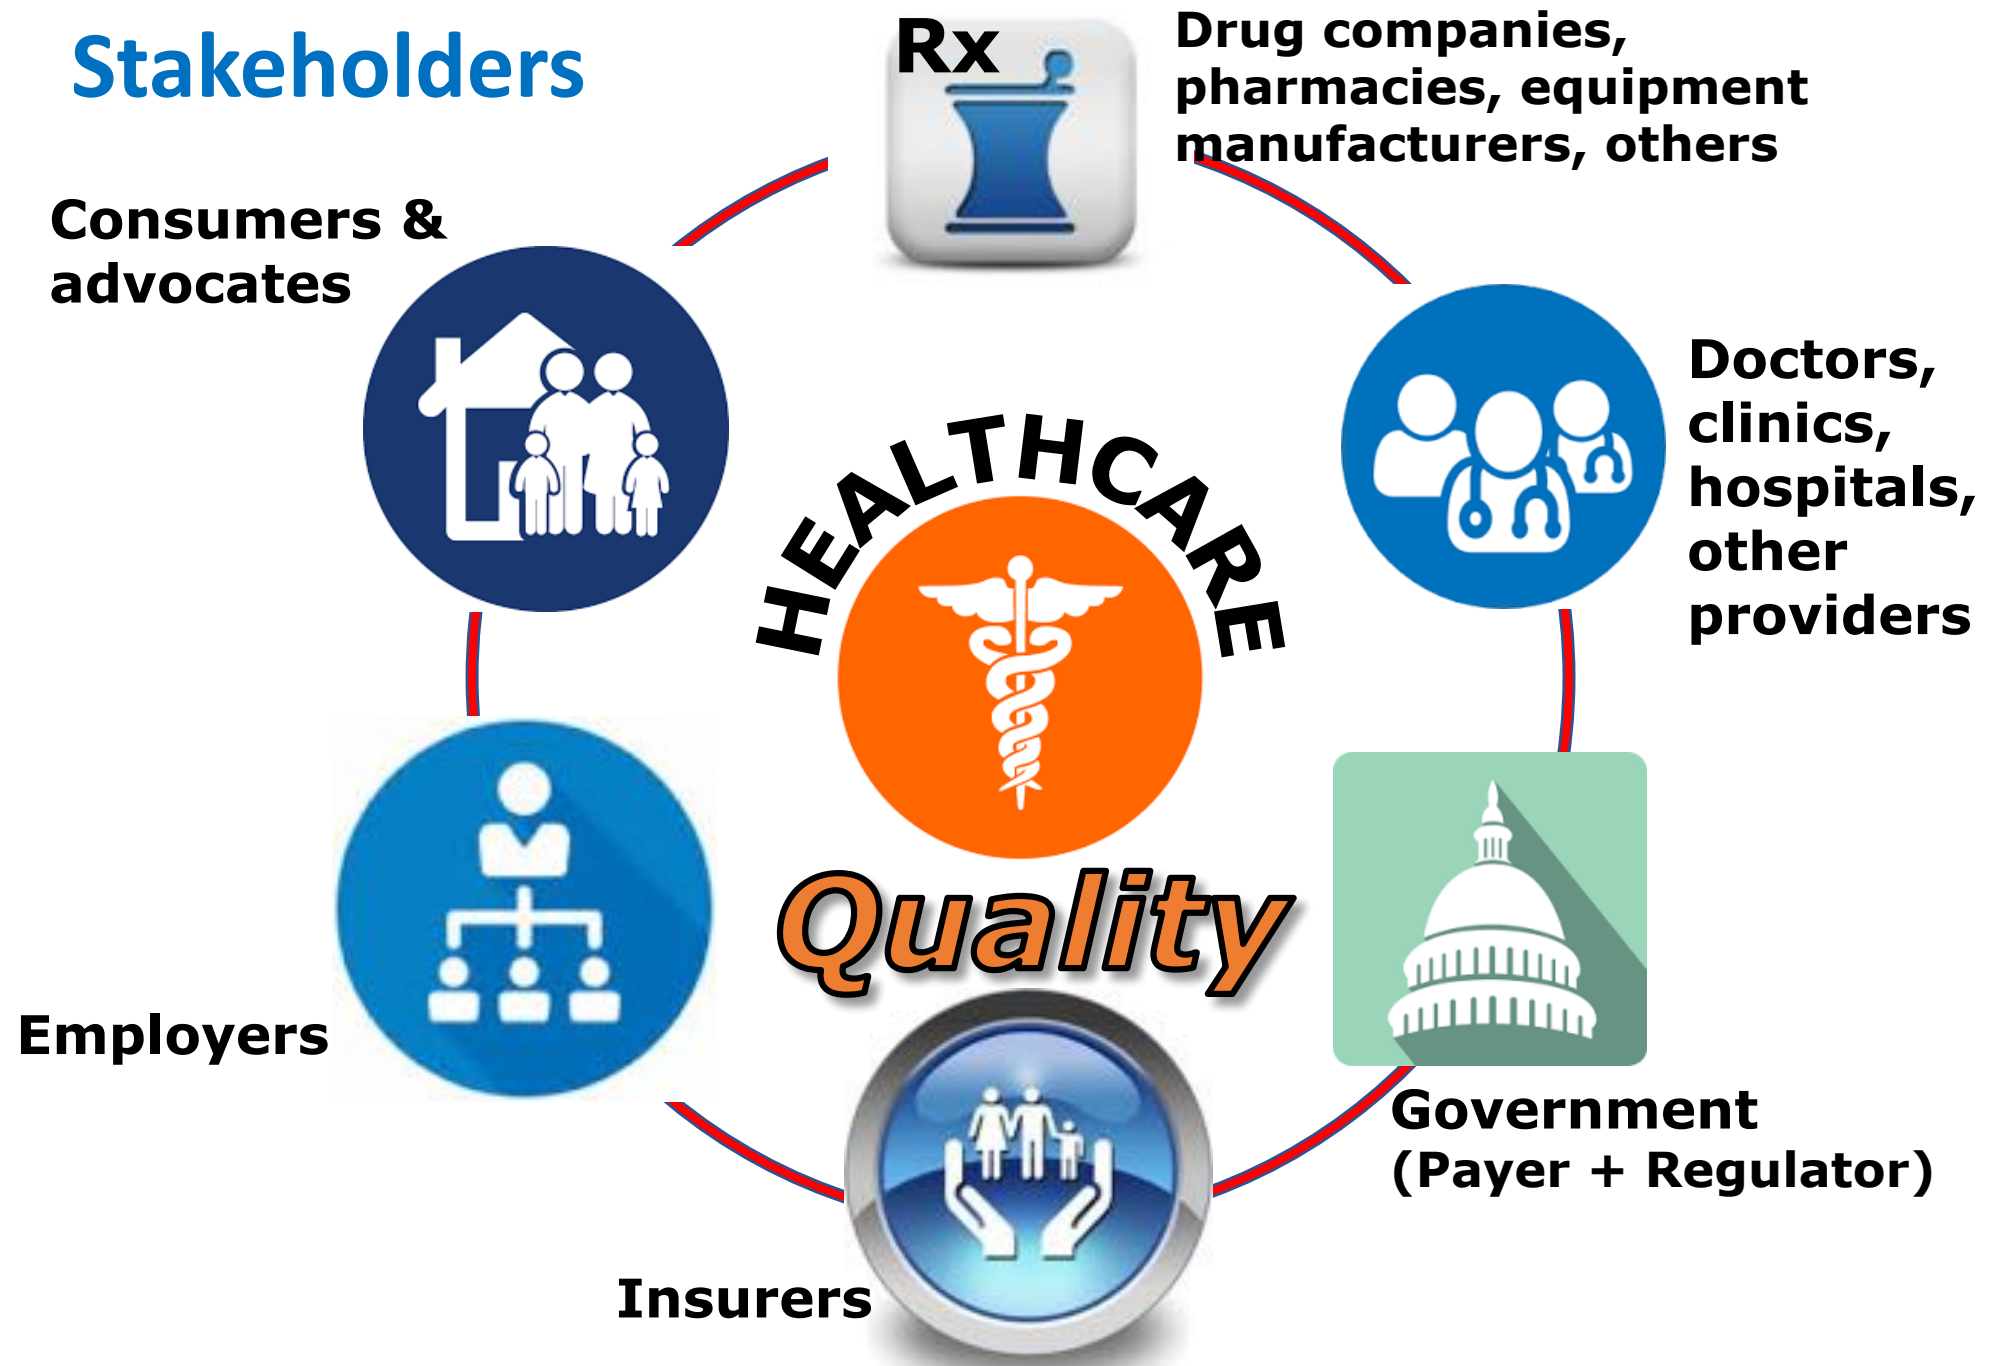 Stakeholders
Rx
Drug companies,
pharmacies, equipment
manufacturers, others
Consumers &
advocates
Doctors,
clinics,
hospitals,
other
providers
HEALTHCARE
Quality
Employers
Government
(Payer + Regulator)
Insurers